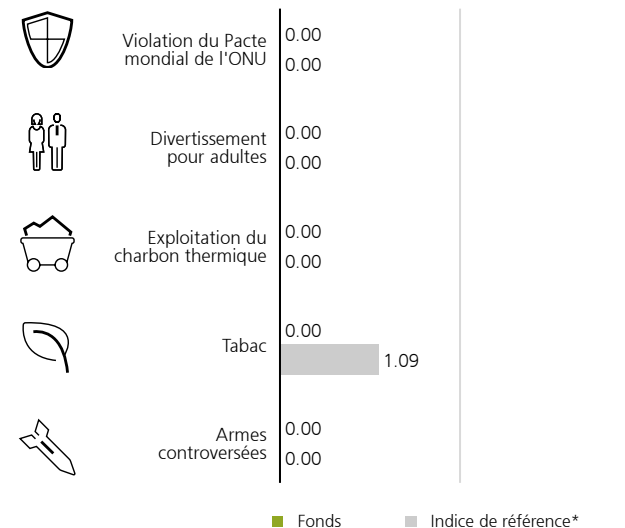 Violation du Pacte
mondial de l'ONU
0.00
0.00
Divertissement
pour adultes
0.00
0.00
Exploitation du
charbon thermique
0.00
0.00
Tabac
0.00
1.09
Armes
controversées
0.00
0.00
Fonds
Indice de référence*